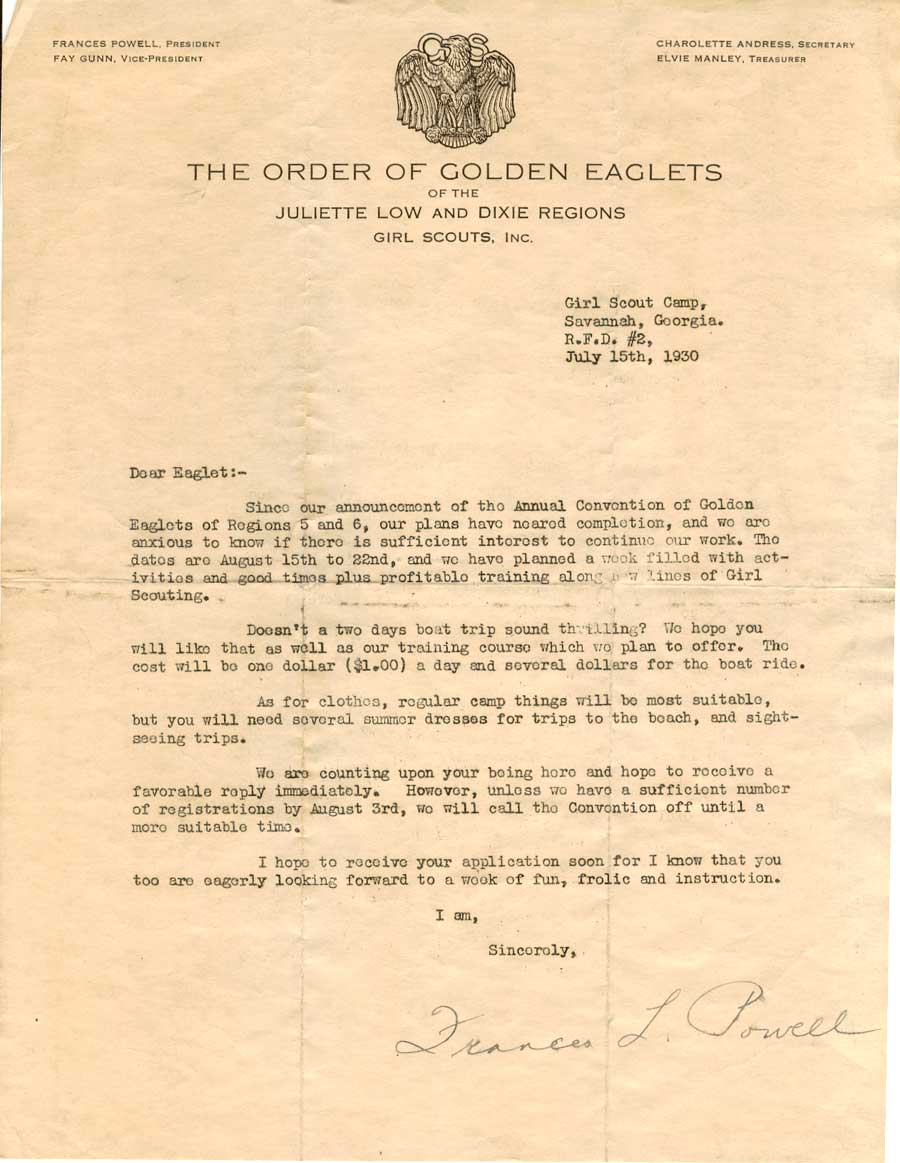 FRANCES POWELL, PRESIDENT
FAY GUNN, VICE-PRESIDENT
CHAROLETTE ANDRESS, SECRETARY
ELVIE MANLEY, TREASURER
G S
THE ORDER OF GOLDEN EAGLETS
OF THE
JULIETTE LOW AND DIXIE REGIONS
GIRL SCOUTS, INC.
Girl Scout Camp,
Savannah, Georgia.
R.F.D. #2,
July 15th, 1930
Dear Eaglet:-
Since our announcement of the Annual Convention of Golden
Eaglets of Regions 5 and 6, our plans have neared completion, and we are
anxious to know if there is sufficient interest to continue our work. The
dates are August 15th to 22nd, and we have planned a week filled with act-
ivities and good times plus profitable training along new lines of Girl
Scouting.
Doesn't a two days boat trip sound thrilling? We hope you
will like that as well as our training course which we plan to offer. The
cost will be one dollar ($1.00) a day and several dollars for the boat ride.
As for clothes, regular camp things will be most suitable,
but you will need several summer dresses for trips to the beach, and sight-
seeing trips.
We are counting upon your being here and hope to receive a
favorable reply immediately. However, unless we have a sufficient number
of registrations by August 3rd, we will call the Convention off until a
more suitable time.
I hope to receive your application soon for I know that you
too are eagerly looking forward to a week of fun, frolic and instruction.
I am,
Sincerely,
Frances L. Powell